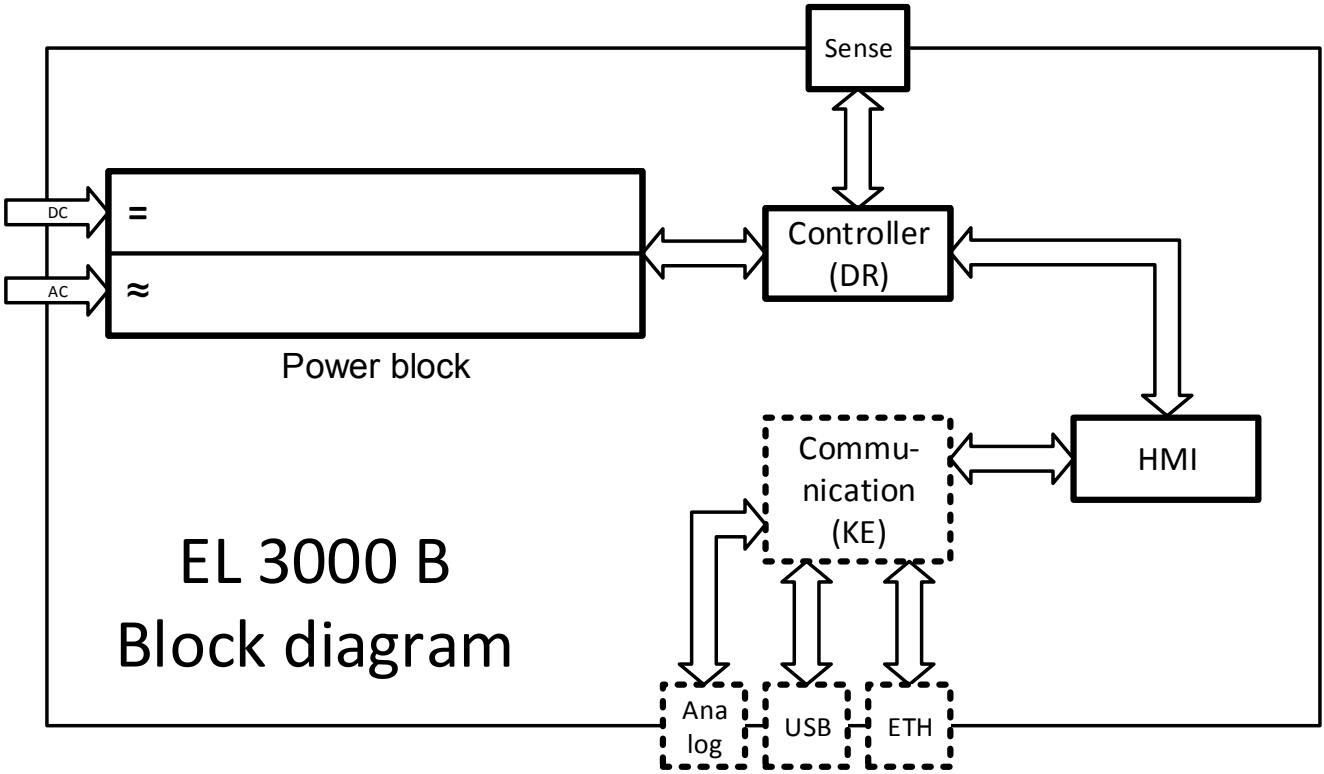 Sense
DC
=
Controller
(DR)
AC
≈
Power block
Commu-
nication
(KE)
HMI
EL 3000 B
Block diagram
Ana
log
USB
ETH